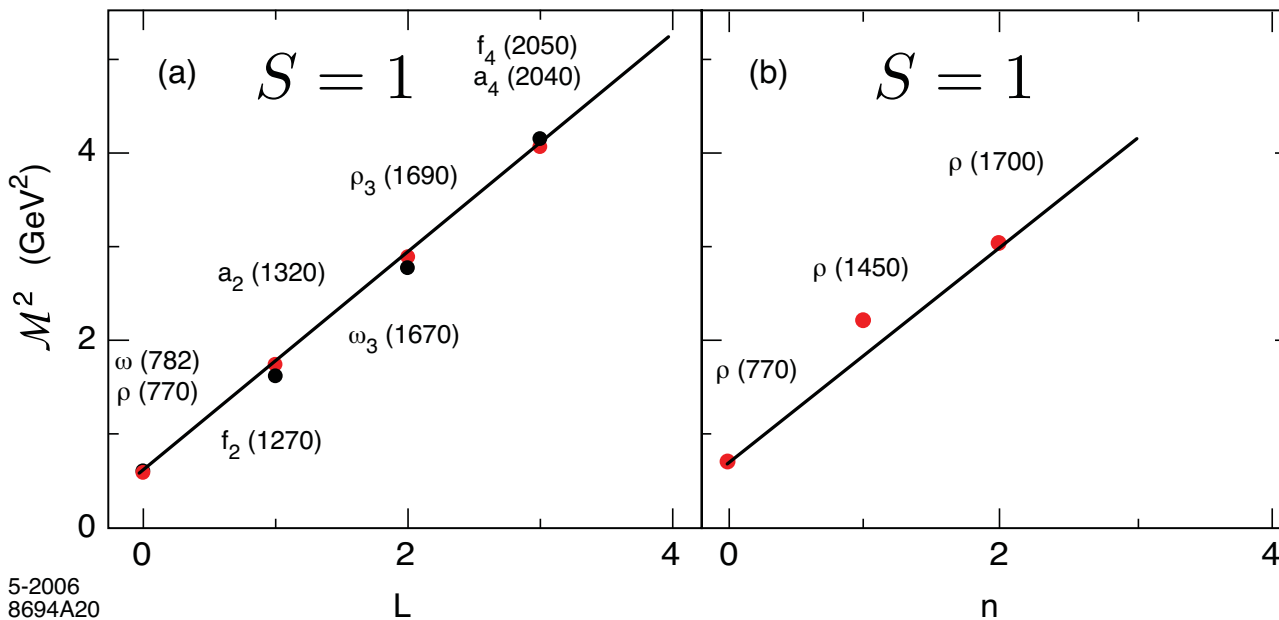 (a) S = 1
f₄ (2050)
a₄ (2040)
ρ₃ (1690)
a₂ (1320)
ω₃ (1670)
ω (782)
ρ (770)
f₂ (1270)
ℳ² (GeV²)
4
2
0
0 2 4
L
(b) S = 1
ρ (1700)
ρ (1450)
ρ (770)
0 2 4
n
5-2006
8694A20